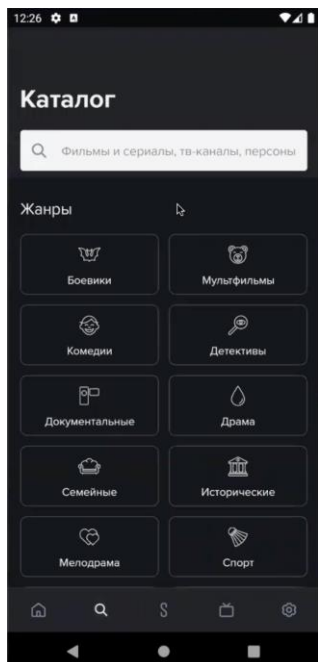 12:26
Каталог
Фильмы и сериалы, тв-каналы, персоны
Жанры
Боевики
Мультфильмы
Комедии
Детективы
Документальные
Драма
Семейные
Исторические
Мелодрама
Спорт